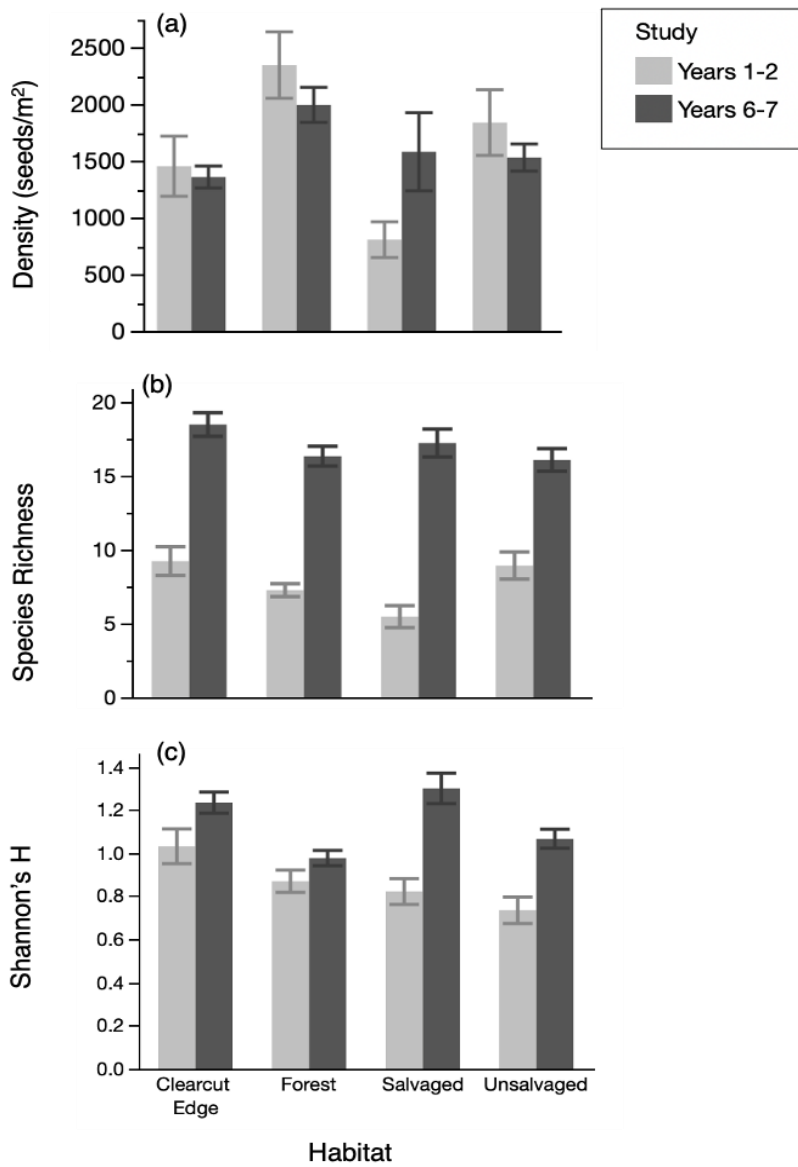 Study
Years 1-2
Years 6-7
(a)
Density (seeds/m²)
2500
2000
1500
1000
500
0
(b)
Species Richness
20
15
10
5
0
(c)
Shannon's H
1.4
1.2
1.0
0.8
0.6
0.4
0.2
0.0
Clearcut Edge
Forest
Salvaged
Unsalvaged
Habitat